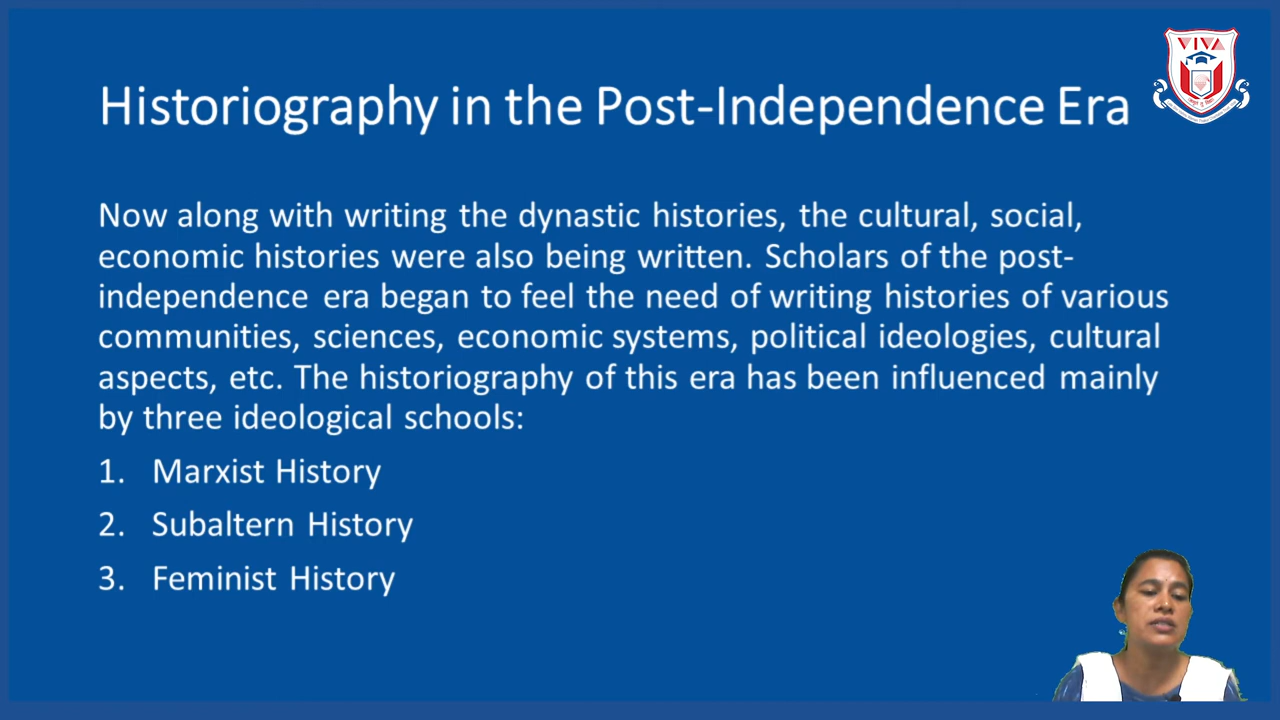 VIVA
Historiography in the Post-Independence Era
Now along with writing the dynastic histories, the cultural, social,
economic histories were also being written. Scholars of the post-
independence era began to feel the need of writing histories of various
communities, sciences, economic systems, political ideologies, cultural
aspects, etc. The historiography of this era has been influenced mainly
by three ideological schools:
1. Marxist History
2. Subaltern History
3. Feminist History